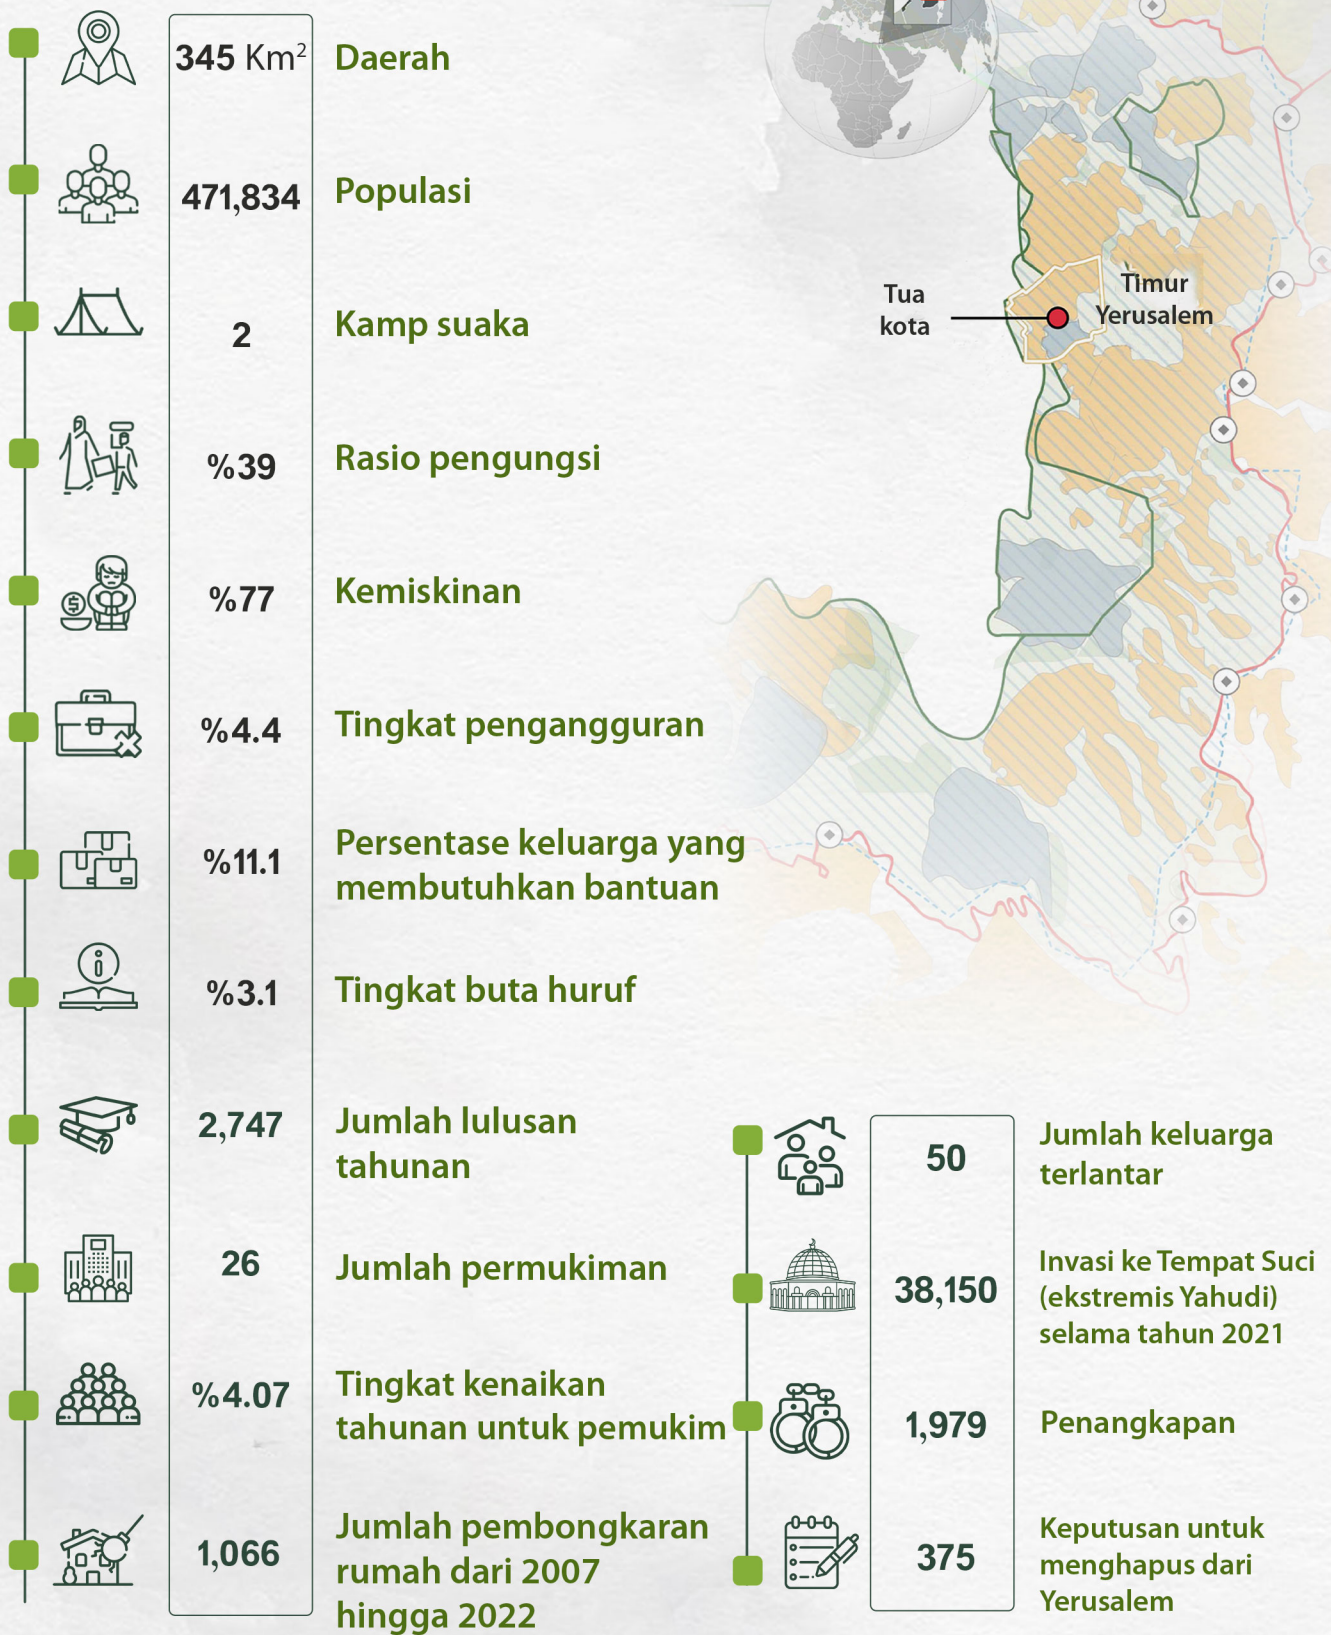 345 Km²
Daerah
471,834
Populasi
2
Kamp suaka
%39
Rasio pengungsi
%77
Kemiskinan
%4.4
Tingkat pengangguran
%11.1
Persentase keluarga yang
membutuhkan bantuan
%3.1
Tingkat buta huruf
2,747
Jumlah lulusan
tahunan
26
Jumlah permukiman
%4.07
Tingkat kenaikan
tahunan untuk pemukim
1,066
Jumlah pembongkaran
rumah dari 2007
hingga 2022
Tua
kota
Timur
Yerusalem
50
Jumlah keluarga
terlantar
38,150
Invasi ke Tempat Suci
(ekstremis Yahudi)
selama tahun 2021
1,979
Penangkapan
375
Keputusan untuk
menghapus dari
Yerusalem